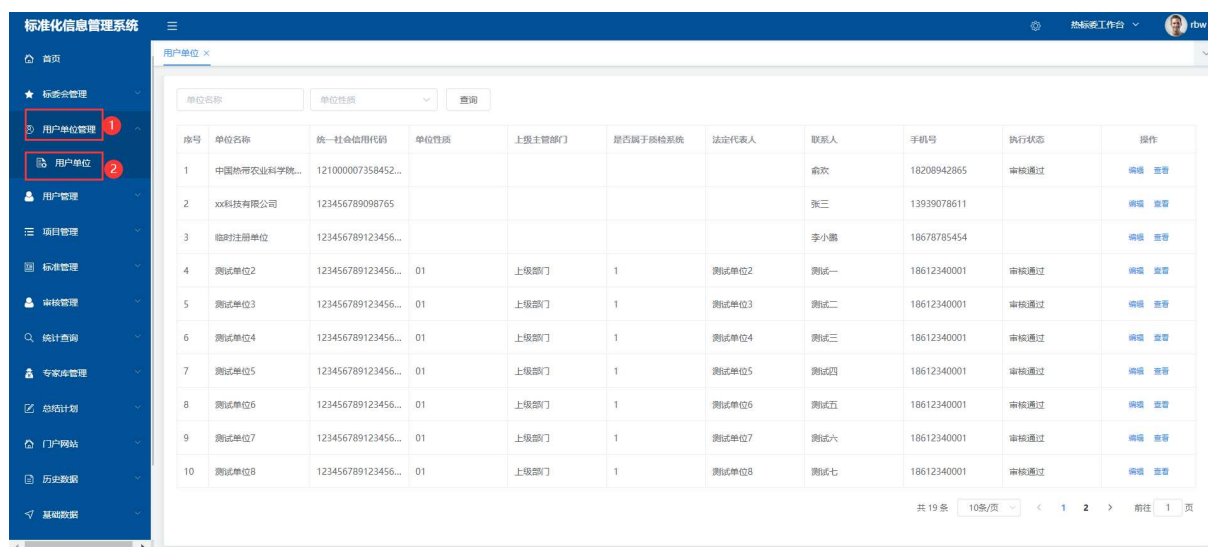 标准化信息管理系统
热标委工作台
rbw
首页
用户单位 ×
标委会管理
单位名称 单位性质 查询
用户单位管理 1
序号 单位名称 统一社会信用代码 单位性质 上级主管部门 是否属于质检系统 法定代表人 联系人 手机号 执行状态 操作
用户单位 2
1 中国热带农业科学院... 121000007358452... 俞欢 18208942865 审核通过 编辑 查看
用户管理
2 xx科技有限公司 123456789098765 张三 13939078611 编辑 查看
项目管理
3 临时注册单位 123456789123456... 李小鹏 18678785454 编辑 查看
标准管理
4 测试单位2 123456789123456... 01 上级部门 1 测试单位2 测试一 18612340001 审核通过 编辑 查看
审核管理
5 测试单位3 123456789123456... 01 上级部门 1 测试单位3 测试二 18612340001 审核通过 编辑 查看
统计查询
6 测试单位4 123456789123456... 01 上级部门 1 测试单位4 测试三 18612340001 审核通过 编辑 查看
专家库管理
7 测试单位5 123456789123456... 01 上级部门 1 测试单位5 测试四 18612340001 审核通过 编辑 查看
总结计划
8 测试单位6 123456789123456... 01 上级部门 1 测试单位6 测试五 18612340001 审核通过 编辑 查看
门户网站
9 测试单位7 123456789123456... 01 上级部门 1 测试单位7 测试六 18612340001 审核通过 编辑 查看
历史数据
10 测试单位8 123456789123456... 01 上级部门 1 测试单位8 测试七 18612340001 审核通过 编辑 查看
基础数据
共 19 条 10条/页 < 1 2 > 前往 1 页